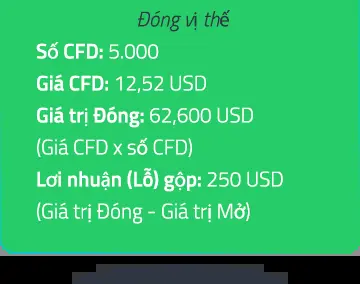 Đóng vị thế
Số CFD: 5.000
Giá CFD: 12,52 USD
Giá trị Đóng: 62,600 USD
(Giá CFD x số CFD)
Lơi nhuận (Lỗ) gộp: 250 USD
(Giá trị Đóng - Giá trị Mở)